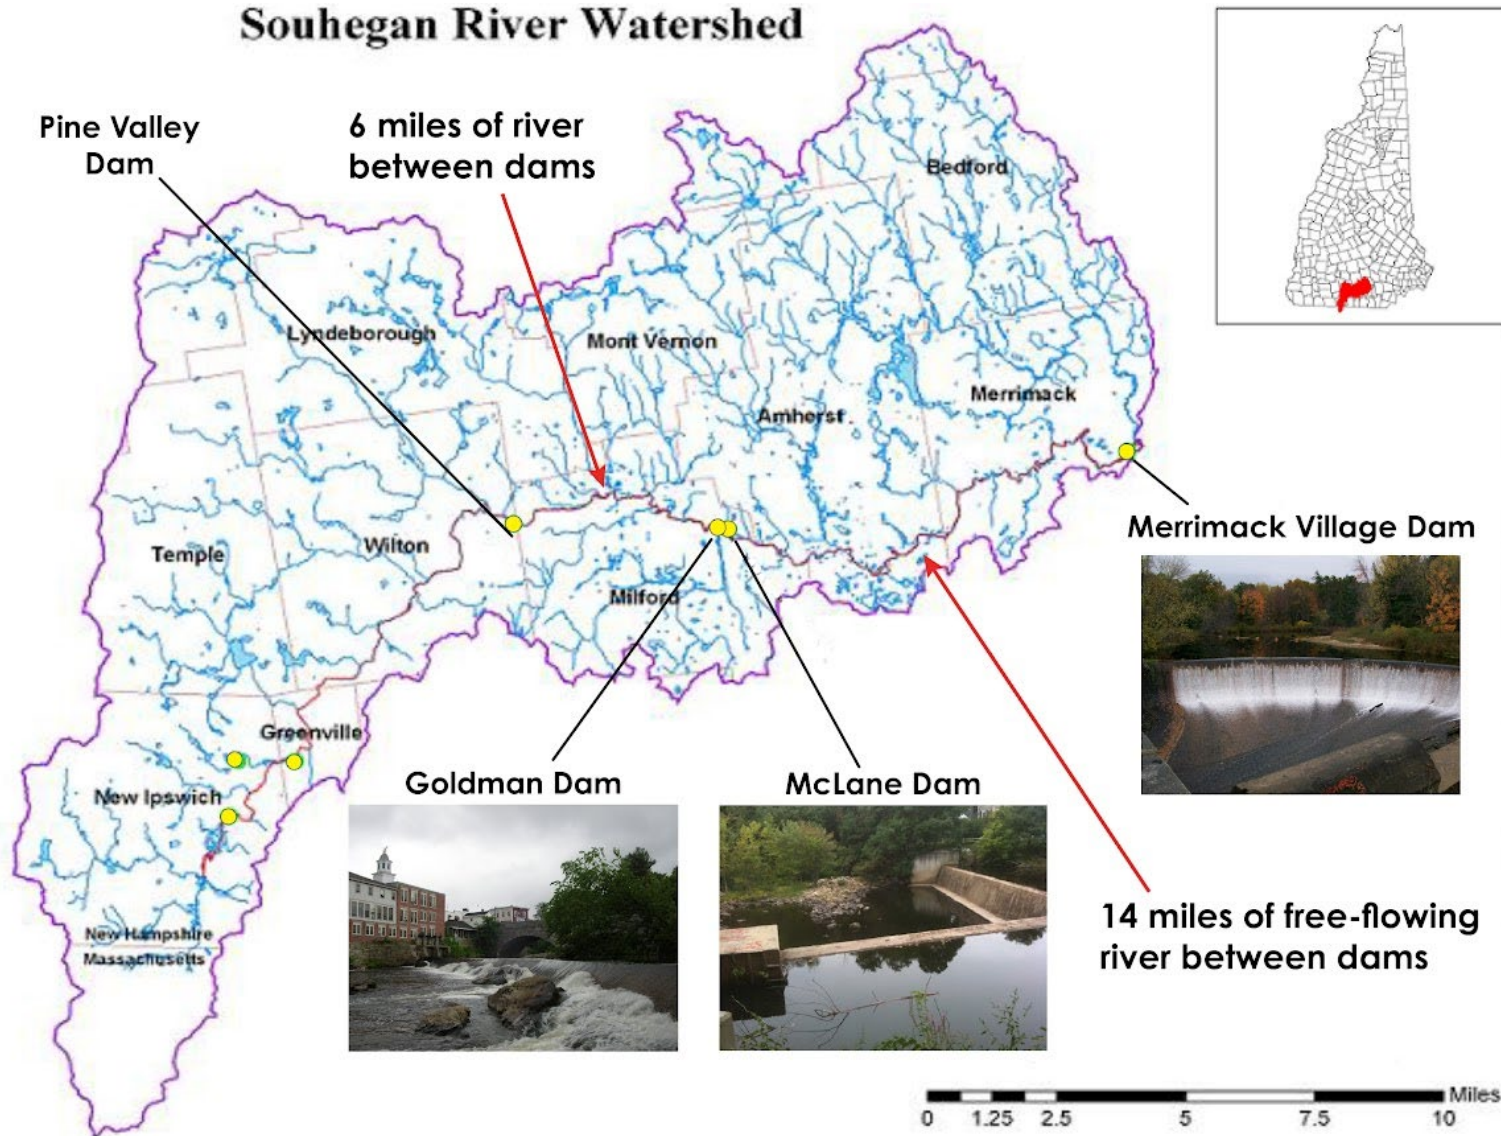 Souhegan River Watershed
Pine Valley
Dam
6 miles of river
between dams
Bedford
Lyndeborough
Mont Vernon
Merrimack
Amherst
Merrimack Village Dam
Temple
Wilton
Milford
Greenville
New Ipswich
Goldman Dam
McLane Dam
14 miles of free-flowing
river between dams
New Hampshire
Massachusetts
Miles
0 1.25 2.5 5 7.5 10